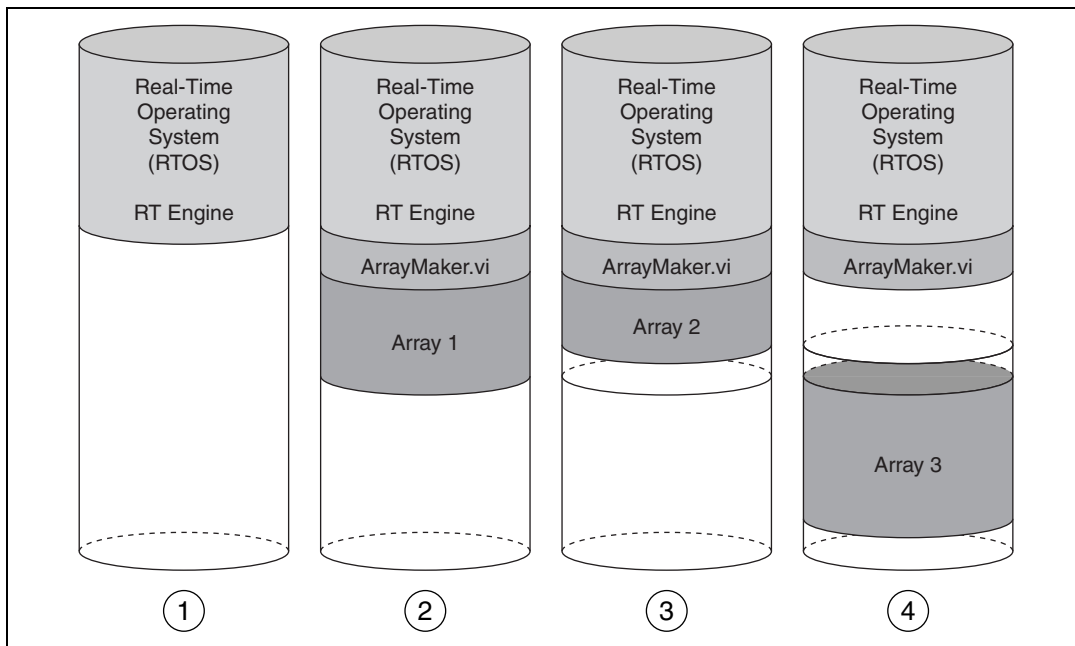 Real-Time
Operating
System
(RTOS)
RT Engine
Real-Time
Operating
System
(RTOS)
RT Engine
ArrayMaker.vi
Array 1
Real-Time
Operating
System
(RTOS)
RT Engine
ArrayMaker.vi
Array 2
Real-Time
Operating
System
(RTOS)
RT Engine
ArrayMaker.vi
Array 3
1
2
3
4